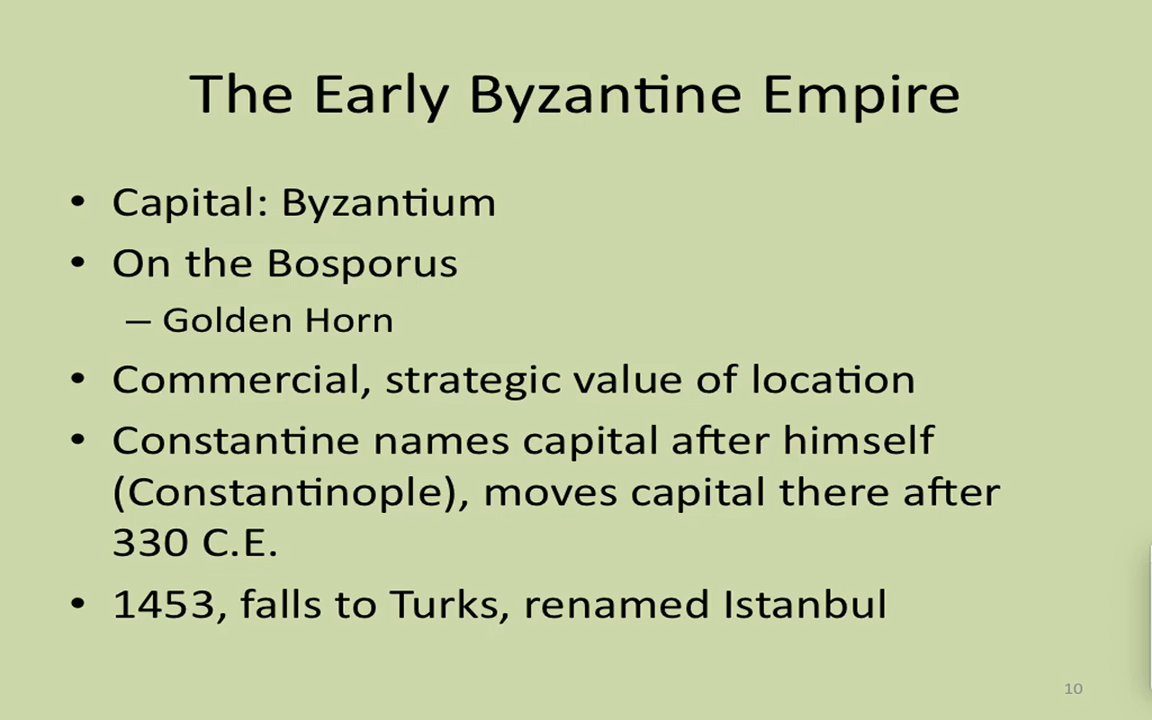 The Early Byzantine Empire
• Capital: Byzantium
• On the Bosporus
– Golden Horn
• Commercial, strategic value of location
• Constantine names capital after himself
(Constantinople), moves capital there after
330 C.E.
• 1453, falls to Turks, renamed Istanbul
10